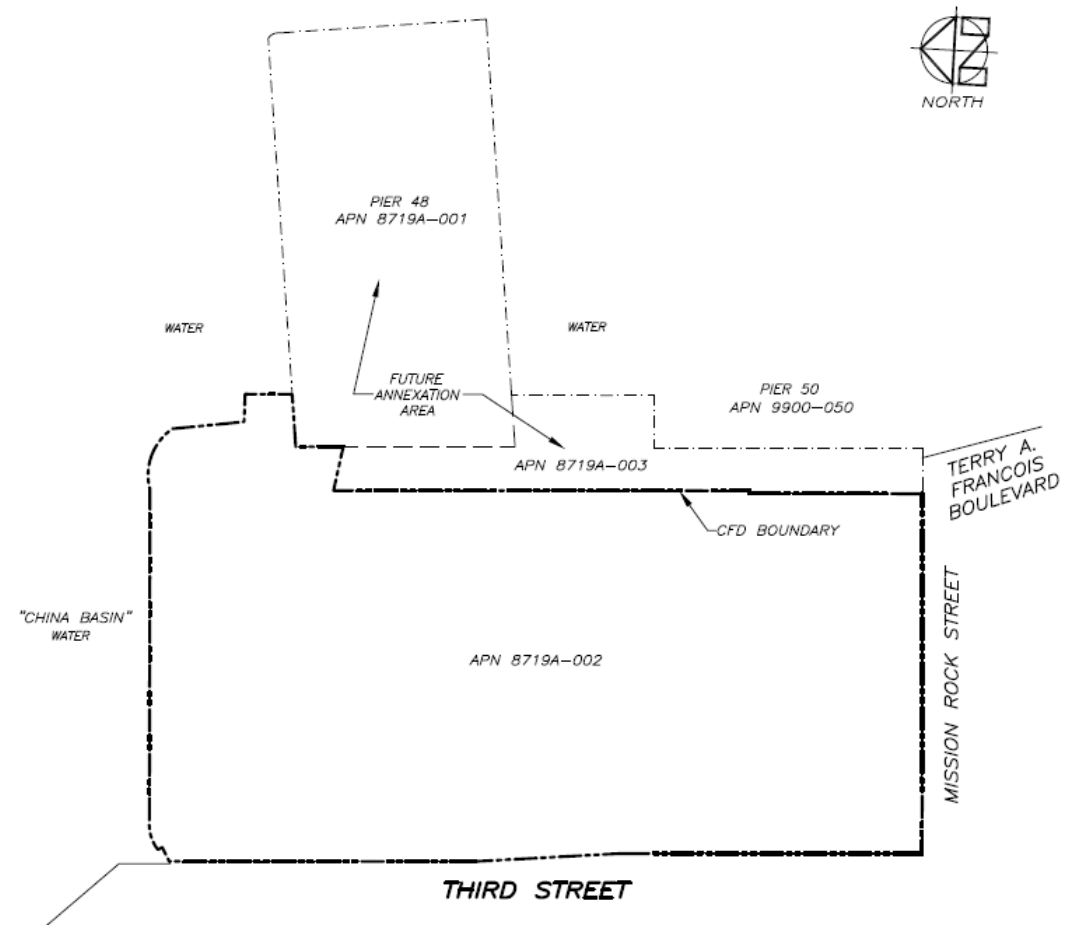 NORTH
PIER 48
APN 8719A-001
WATER
WATER
FUTURE
ANNEXATION
AREA
PIER 50
APN 9900-050
APN 8719A-003
TERRY A.
FRANCOIS
BOULEVARD
CFD BOUNDARY
"CHINA BASIN"
WATER
APN 8719A-002
MISSION ROCK STREET
THIRD STREET